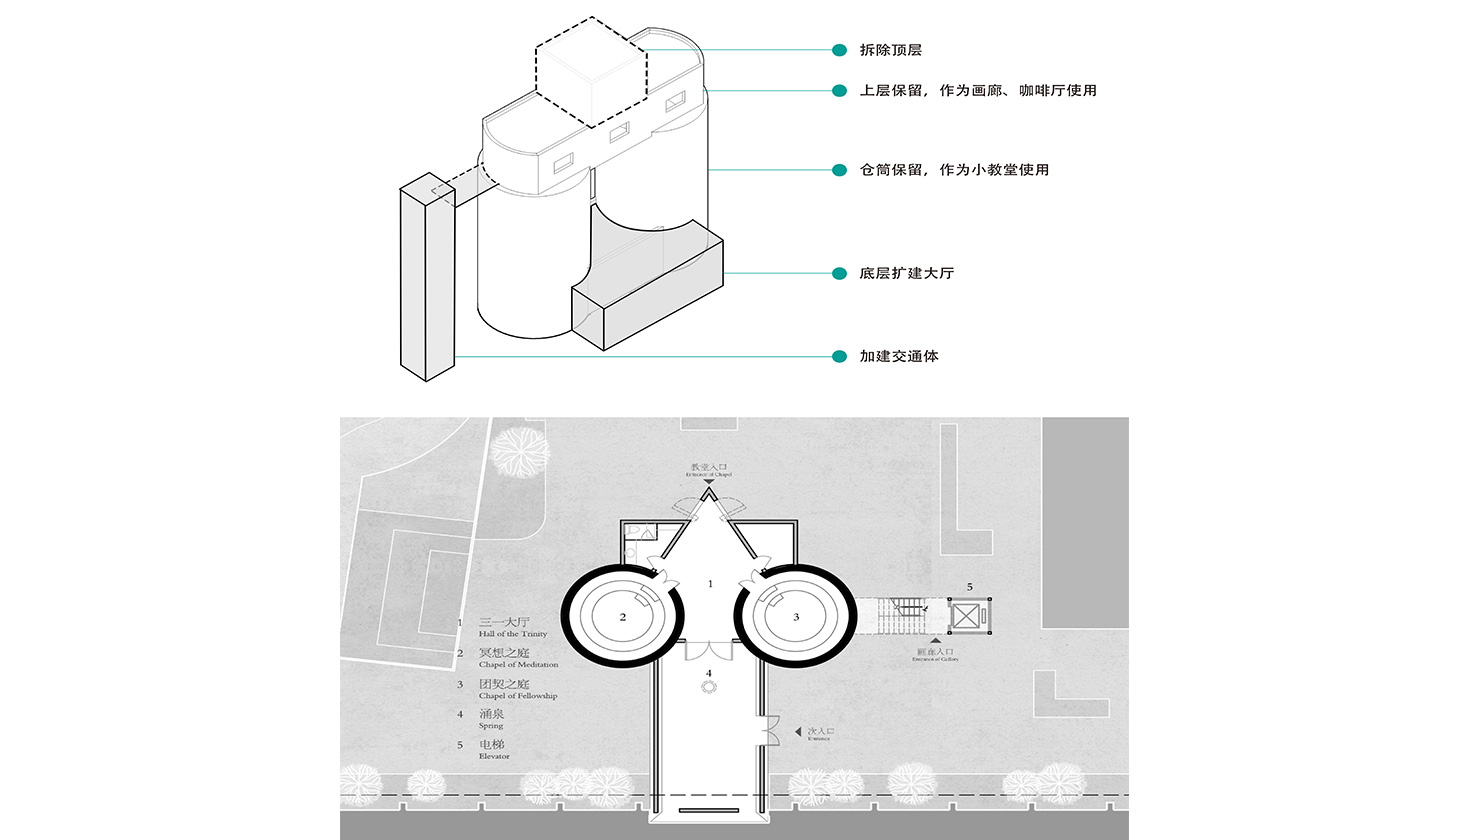 拆除顶层
上层保留，作为画廊、咖啡厅使用
仓筒保留，作为小教堂使用
底层扩建大厅
加建交通体
教堂入口
Entrance of Chapel
1
5
2
3
画廊入口
Entrance of Gallery
4
次入口
Entrance
1 三一大厅
Hall of the Trinity
2 冥想之庭
Chapel of Meditation
3 团契之庭
Chapel of Fellowship
4 涌泉
Spring
5 电梯
Elevator